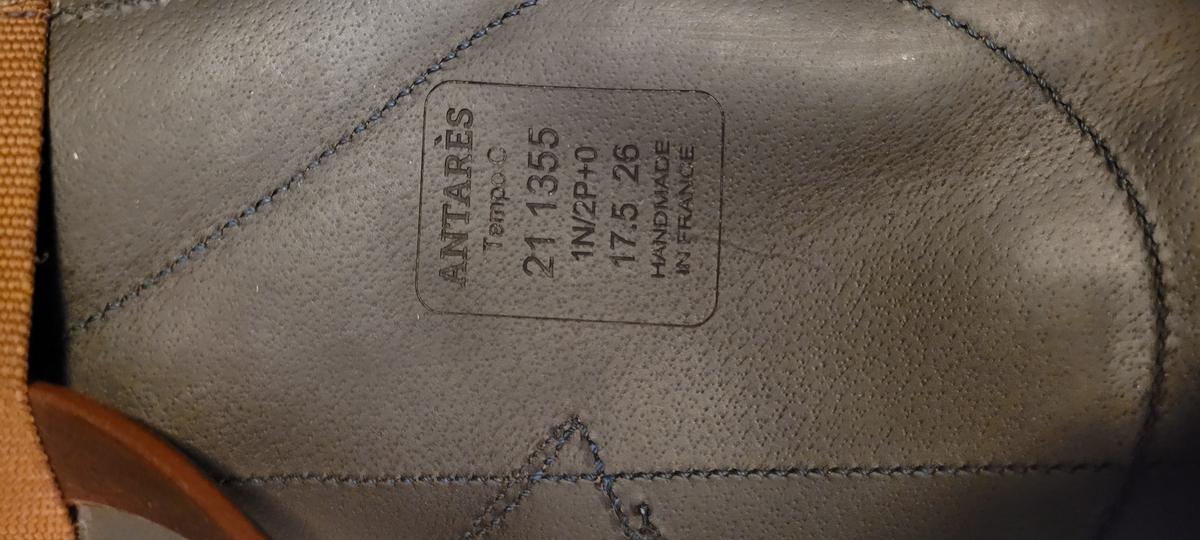 ANTARÈS
Tempo C
21 1355
1N/2P+0
17.5 26
HANDMADE
IN FRANCE